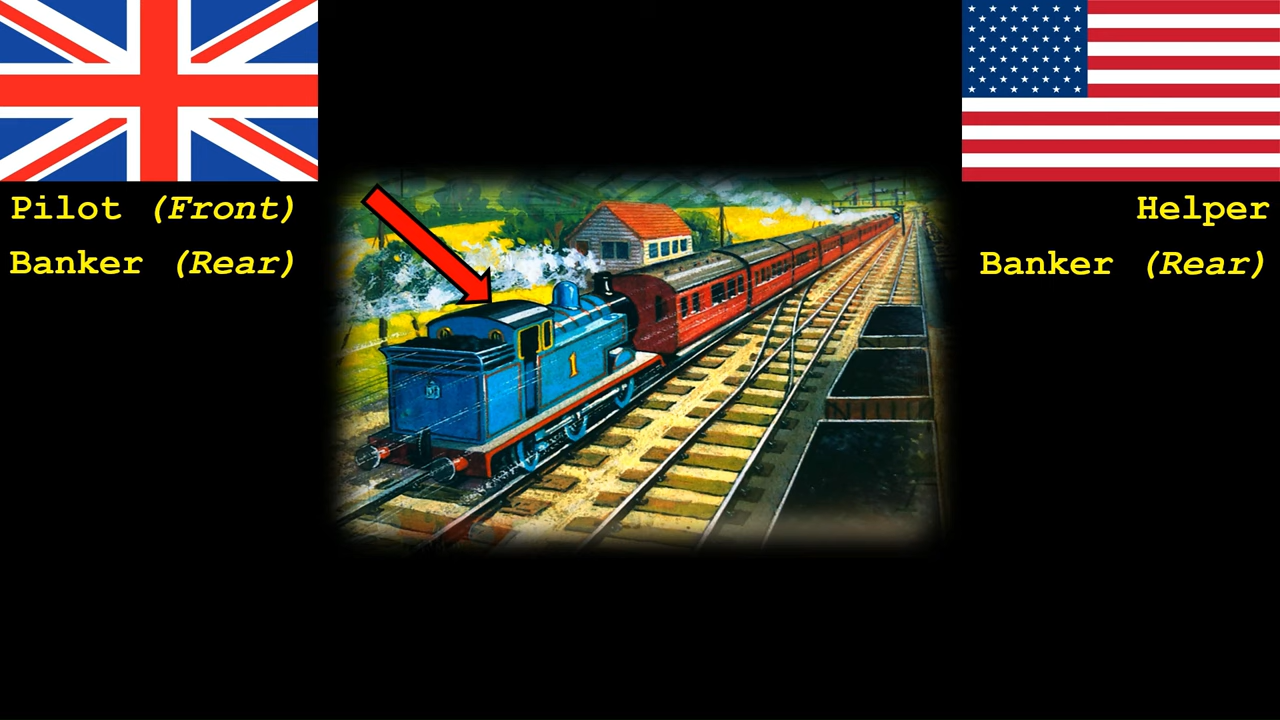 Pilot (Front)
Banker (Rear)
Helper
Banker (Rear)
1